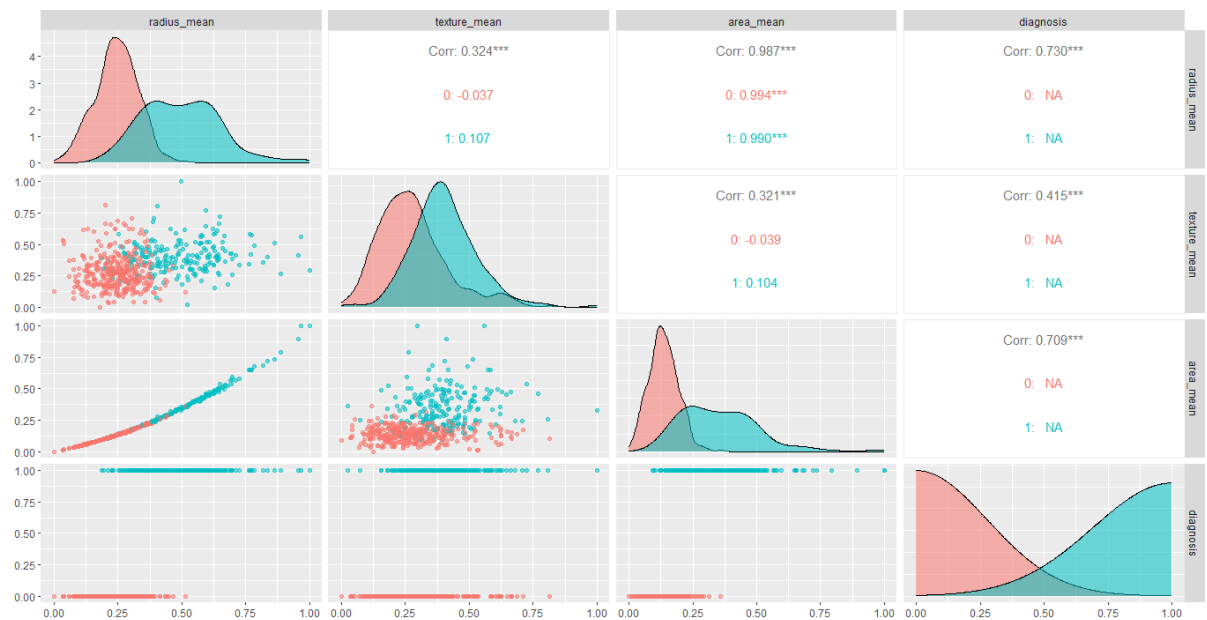 radius_mean texture_mean area_mean diagnosis
4
3
2
1
0
Corr: 0.324***
0: -0.037
1: 0.107
Corr: 0.987***
0: 0.994***
1: 0.990***
Corr: 0.730***
0: NA
1: NA
radius_mean
1.00
0.75
0.50
0.25
0.00
Corr: 0.321***
0: -0.039
1: 0.104
Corr: 0.415***
0: NA
1: NA
texture_mean
1.00
0.75
0.50
0.25
0.00
Corr: 0.709***
0: NA
1: NA
area_mean
1.00
0.75
0.50
0.25
0.00
diagnosis
0.00 0.25 0.50 0.75 1.00 0.00 0.25 0.50 0.75 1.00 0.00 0.25 0.50 0.75 1.00 0.00 0.25 0.50 0.75 1.00